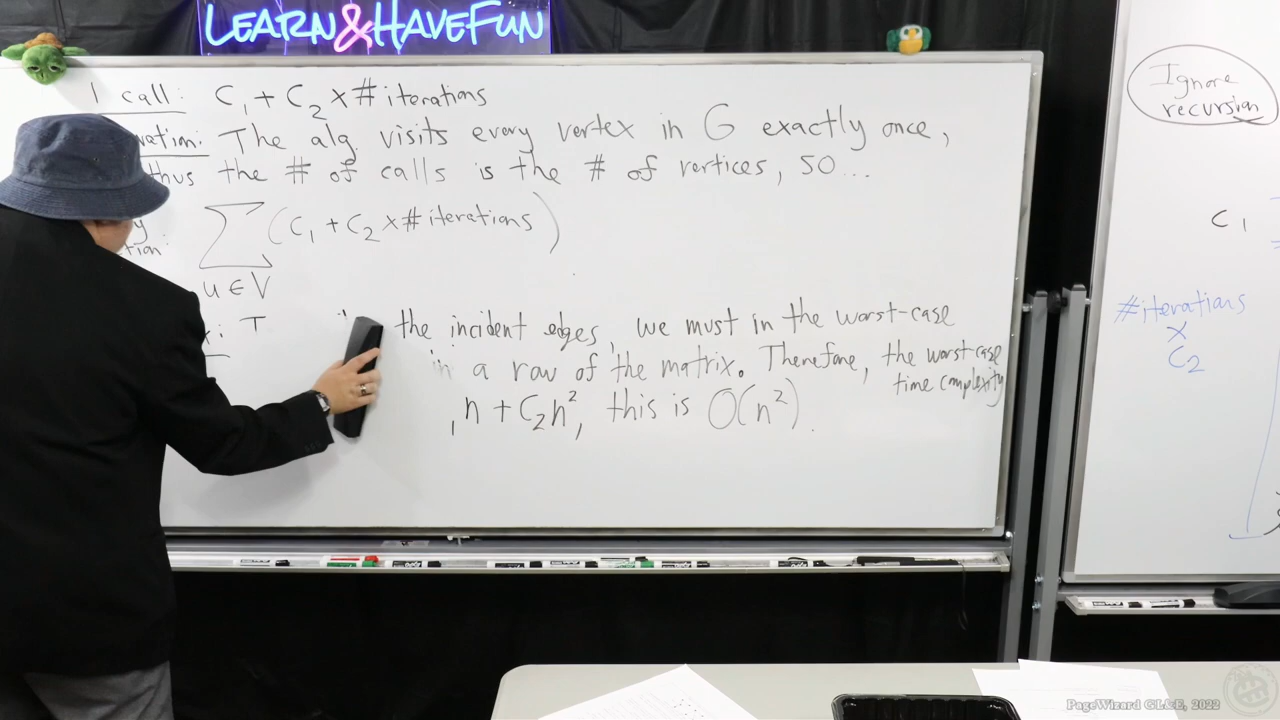 LEARN&HAVEFUN
1 call: C₁ + C₂ × # iterations
vation: The alg. visits every vertex in G exactly once,
thus the # of calls is the # of vertices, so...
y
tion:
∑ (C₁ + C₂ × # iterations)
u ∈ V
x: T
the incident edges, we must in the worst-case
in a row of the matrix. Therefore, the worst-case
time complexity
n + C₂n², this is O(n²).
Ignore
recursion
C₁
# iterations
×
C₂
PageWizard GL&E, 2022